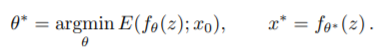 θ* = argmin E(f_θ(z); x_0),    x* = f_θ*(z) .
θ